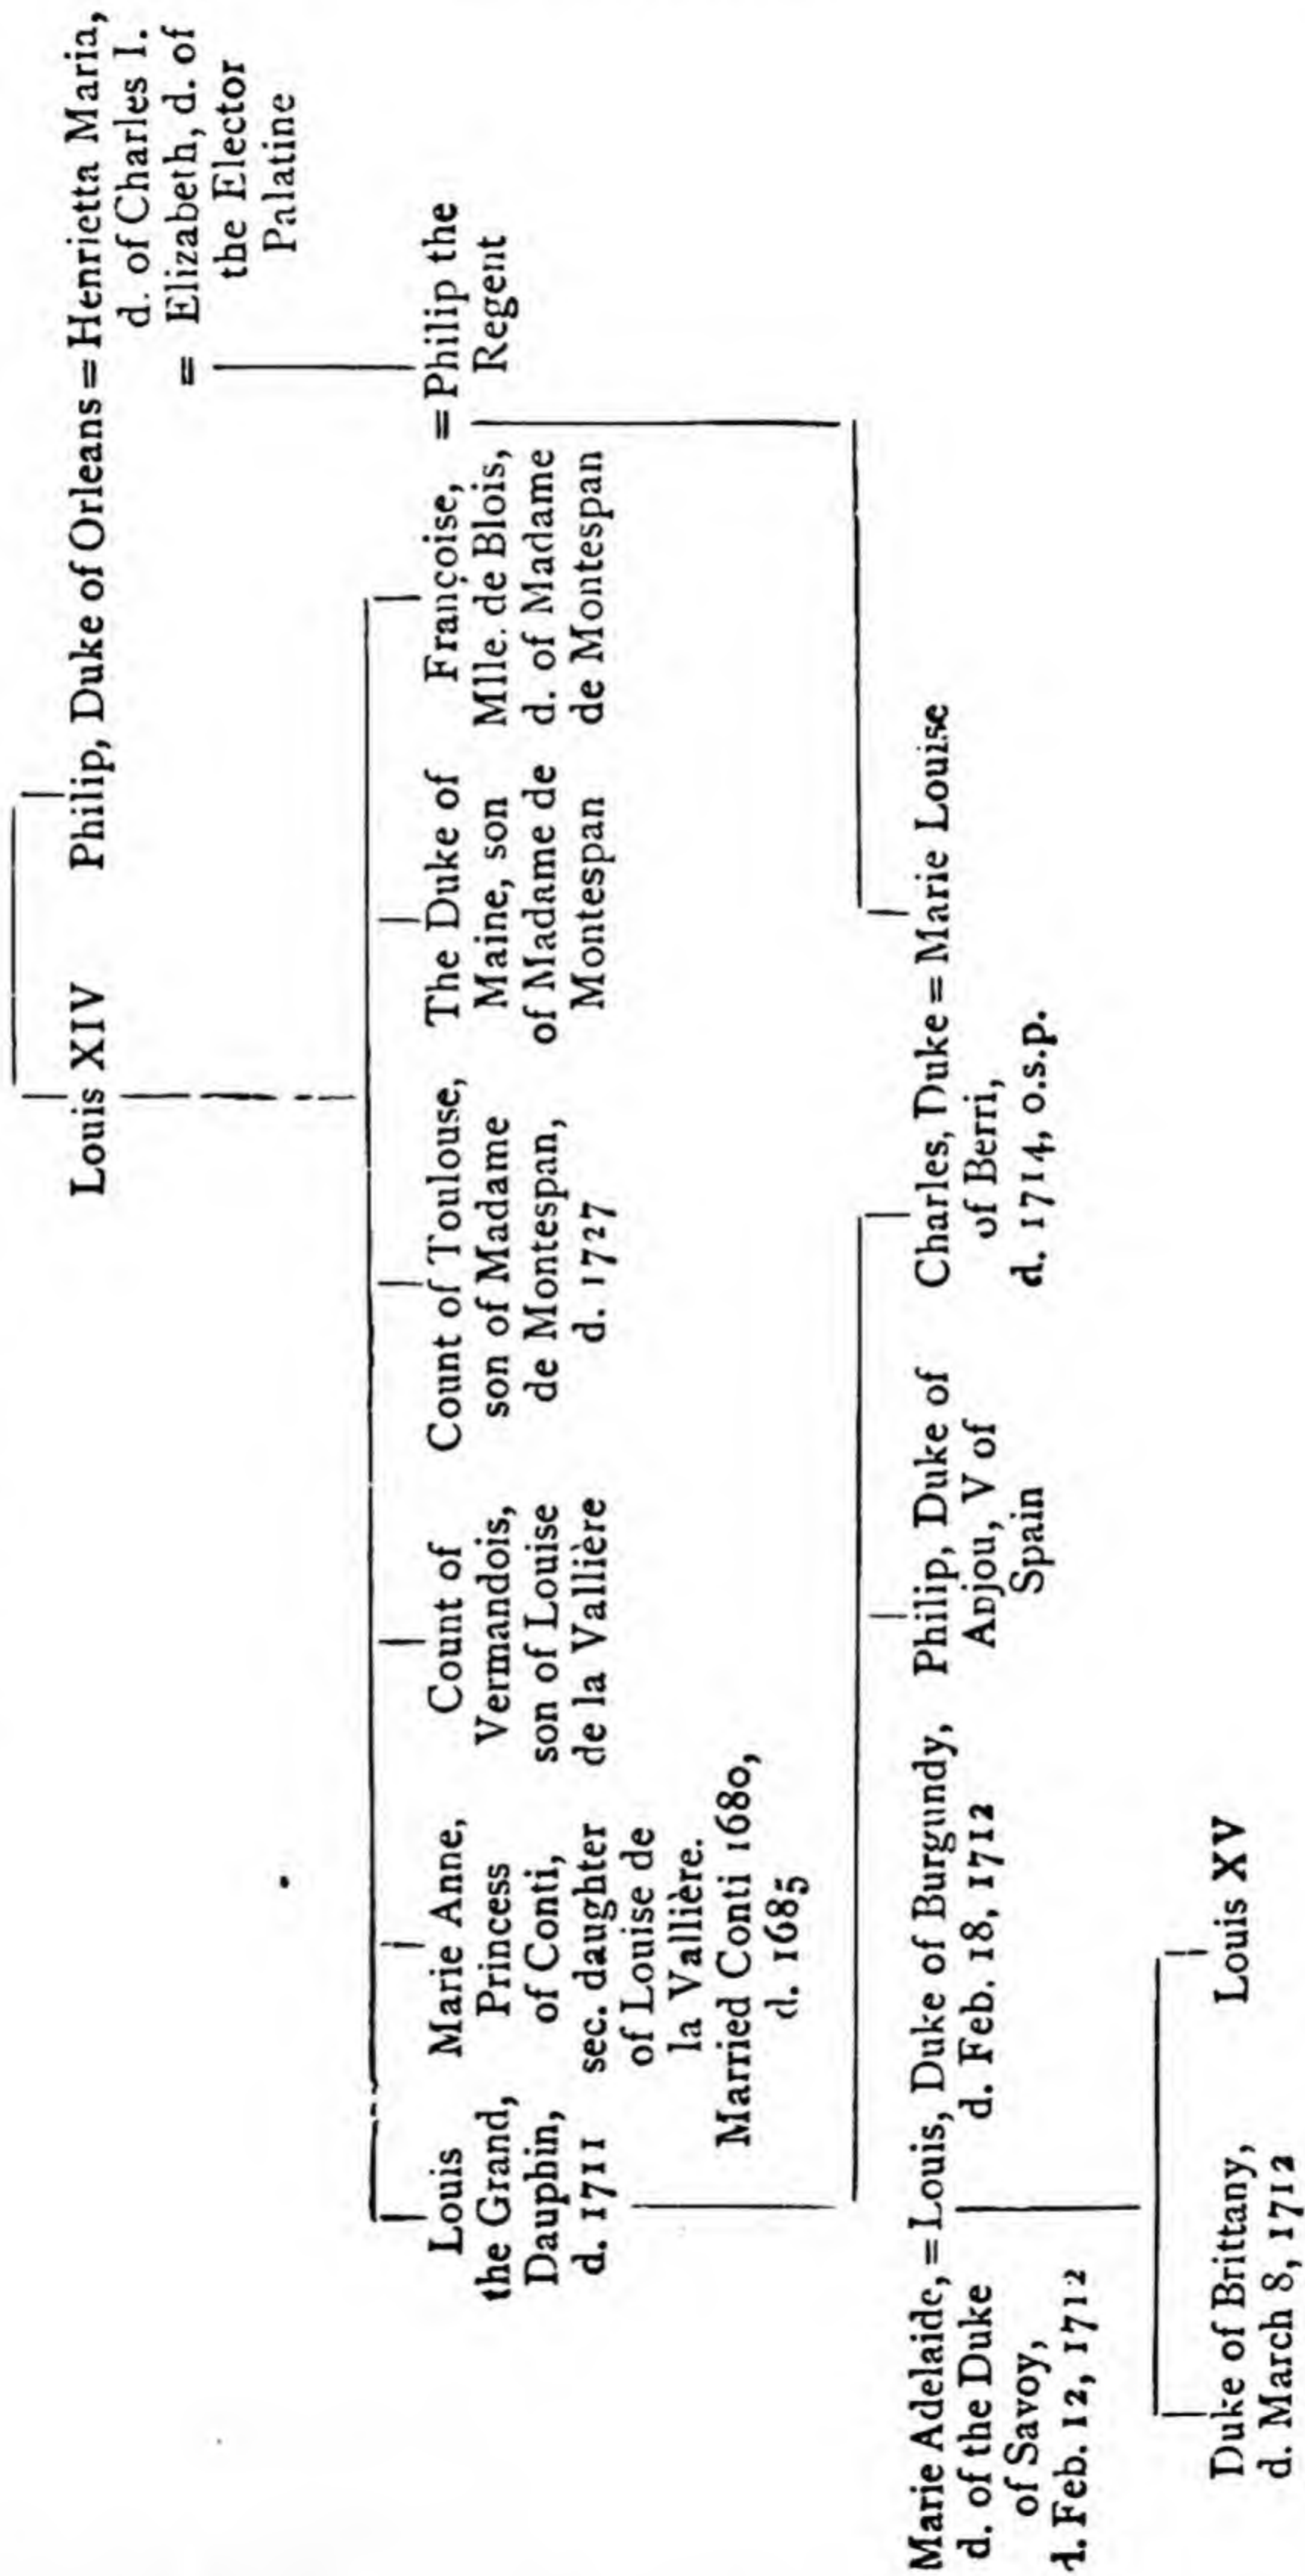 Louis XIV
Philip, Duke of Orleans = Henrietta Maria,
d. of Charles I.
= Elizabeth, d. of
the Elector
Palatine
Louis
the Grand,
Dauphin,
d. 1711
Marie Anne,
Princess
of Conti,
sec. daughter
of Louise de
la Vallière.
Married Conti 1680,
d. 1685
Count of
Vermandois,
son of Louise
de la Vallière
Count of Toulouse,
son of Madame
de Montespan,
d. 1727
The Duke of
Maine, son
of Madame de
Montespan
Françoise,
Mlle. de Blois,
d. of Madame
de Montespan
= Philip the
Regent
Marie Adelaide, = Louis, Duke of Burgundy,
d. of the Duke
of Savoy,
d. Feb. 12, 1712
d. Feb. 18, 1712
Philip, Duke of
Anjou, V of
Spain
Charles, Duke = Marie Louise
of Berri,
d. 1714, o.s.p.
Duke of Brittany,
d. March 8, 1712
Louis XV